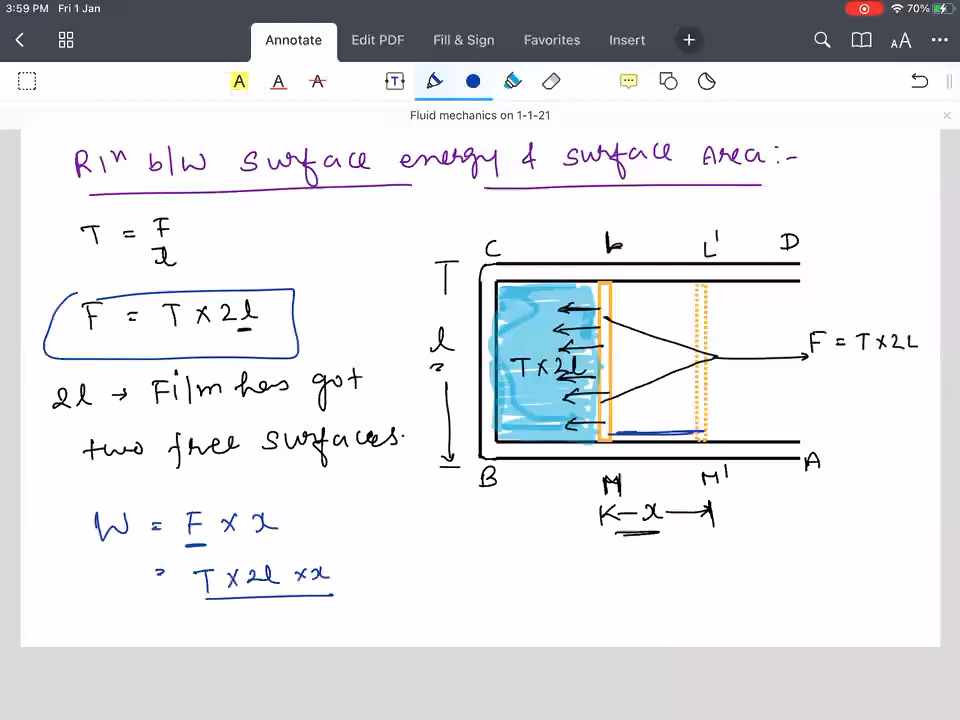 3:59 PM Fri 1 Jan
70%
Annotate Edit PDF Fill & Sign Favorites Insert
Fluid mechanics on 1-1-21
Rlⁿ b/w surface energy & surface Area:-
T = F
l
F = T × 2l
2l → Film has got
two free surfaces.
W = F × x
= T × 2l × x
C L L' D
T
l
T × 2l
F = T × 2L
B M M' A
x